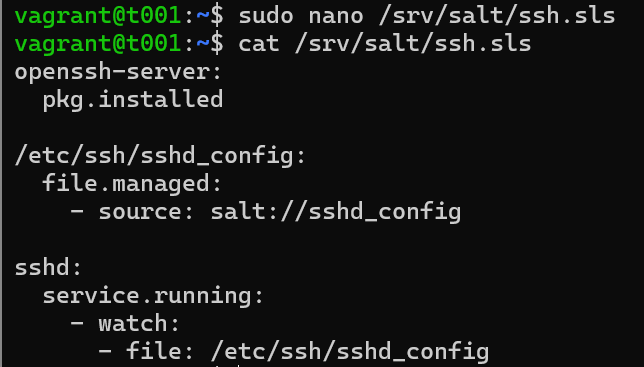 vagrant@t001:~$ sudo nano /srv/salt/ssh.sls
vagrant@t001:~$ cat /srv/salt/ssh.sls
openssh-server:
  pkg.installed

/etc/ssh/sshd_config:
  file.managed:
    - source: salt://sshd_config

sshd:
  service.running:
    - watch:
      - file: /etc/ssh/sshd_config